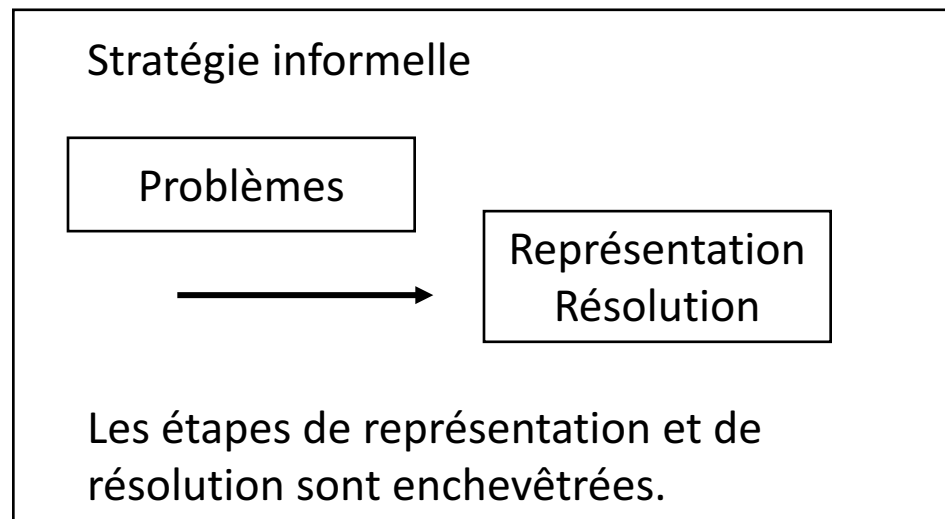 Stratégie informelle
Problèmes
Représentation
Résolution
Les étapes de représentation et de
résolution sont enchevêtrées.